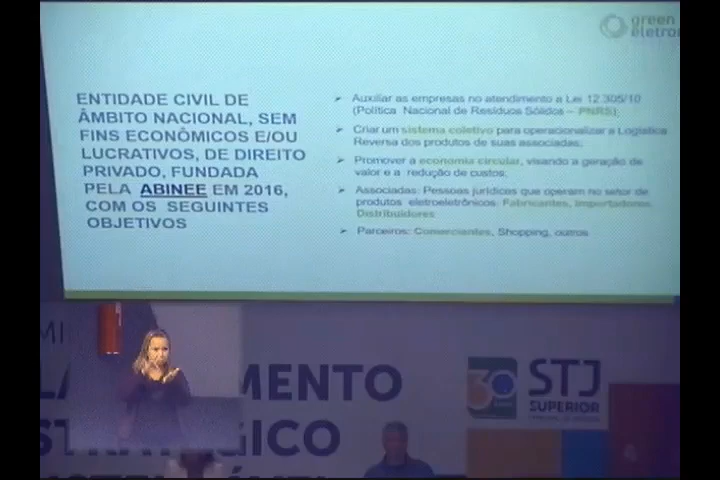 green
eletron
ENTIDADE CIVIL DE
ÂMBITO NACIONAL, SEM
FINS ECONÔMICOS E/OU
LUCRATIVOS, DE DIREITO
PRIVADO, FUNDADA
PELA ABINEE EM 2016,
COM OS SEGUINTES
OBJETIVOS
➢ Auxiliar as empresas no atendimento a Lei 12.305/10
(Política Nacional de Resíduos Sólidos – PNRS);
➢ Criar um sistema coletivo para operacionalizar a Logística
Reversa dos produtos de suas associadas;
➢ Promover a economia circular, visando a geração de
valor e a redução de custos;
➢ Associadas: Pessoas jurídicas que operam no setor de
produtos eletroeletrônicos: Fabricantes, Importadores,
Distribuidores
➢ Parceiros: Comerciantes, Shopping, outros
MENTO
STRATÉGICO
30
STJ
SUPERIOR